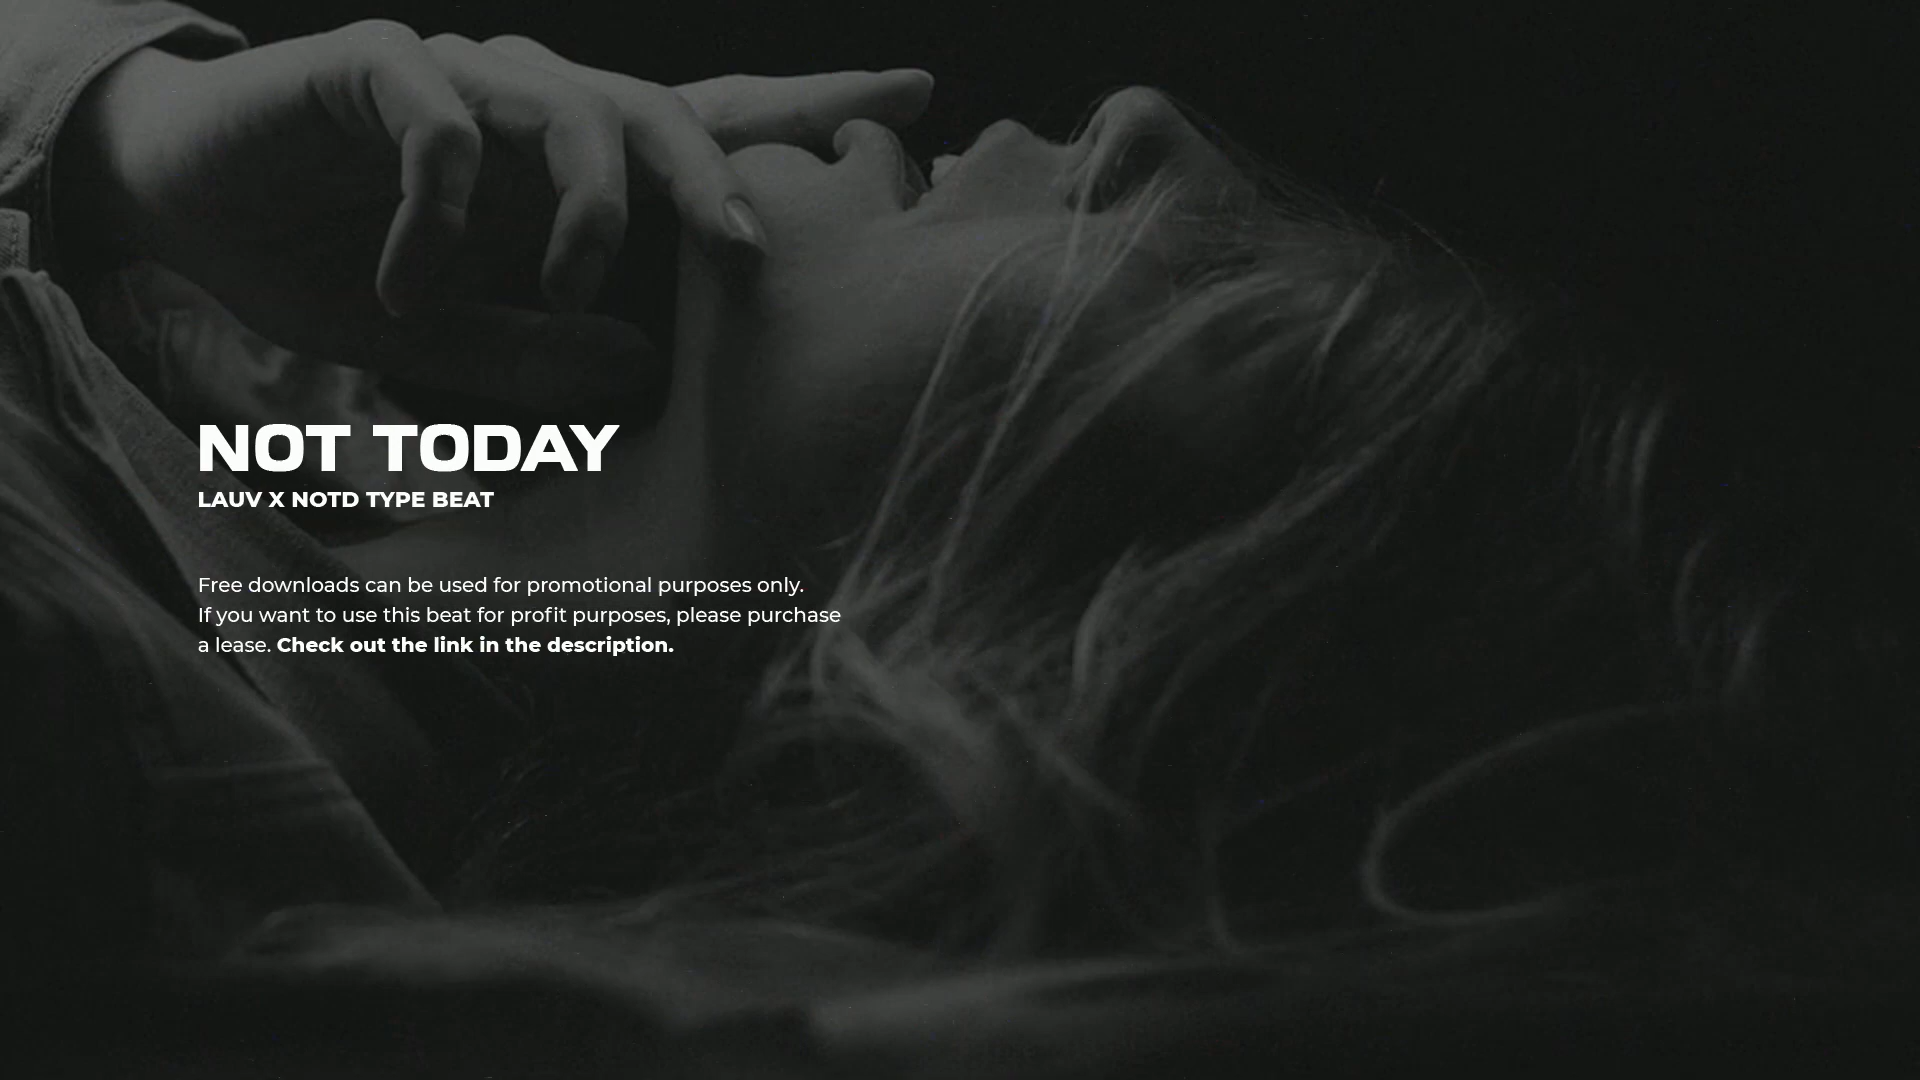 NOT TODAY
LAUV X NOTD TYPE BEAT
Free downloads can be used for promotional purposes only.
If you want to use this beat for profit purposes, please purchase
a lease. Check out the link in the description.